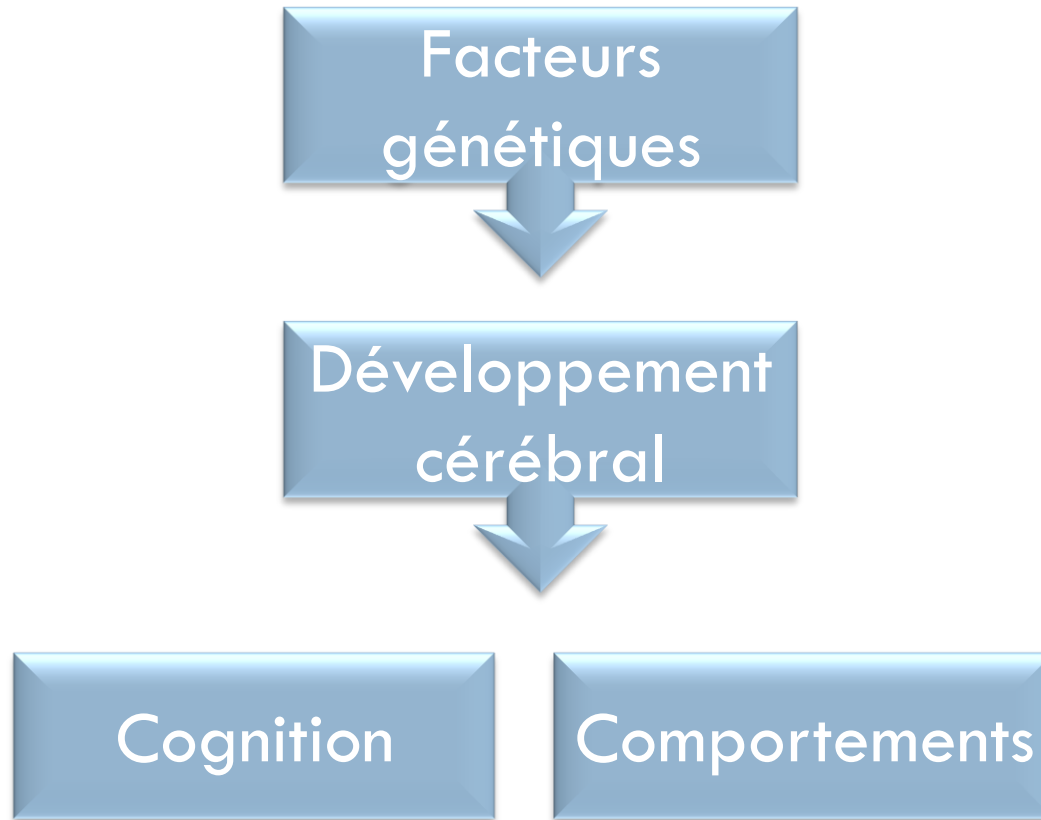 Facteurs
génétiques
Développement
cérébral
Cognition
Comportements